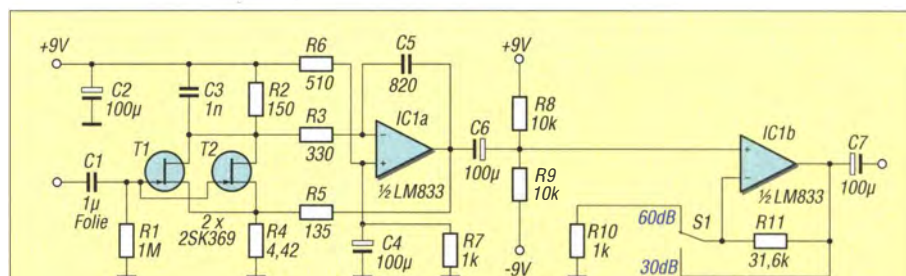 +9V
C2
100µ
C3
1n
R2
150
R6
510
R3
330
C5
820
IC1a
½ LM833
−
+
C6
100µ
+9V
R8
10k
R9
10k
-9V
IC1b
½ LM833
+
−
C7
100µ
C1
1µ
Folie
T1
T2
R1
1M
2 x
2SK369
R4
4,42
R5
135
C4
100µ
R7
1k
R10
1k
60dB
S1
30dB
R11
31,6k